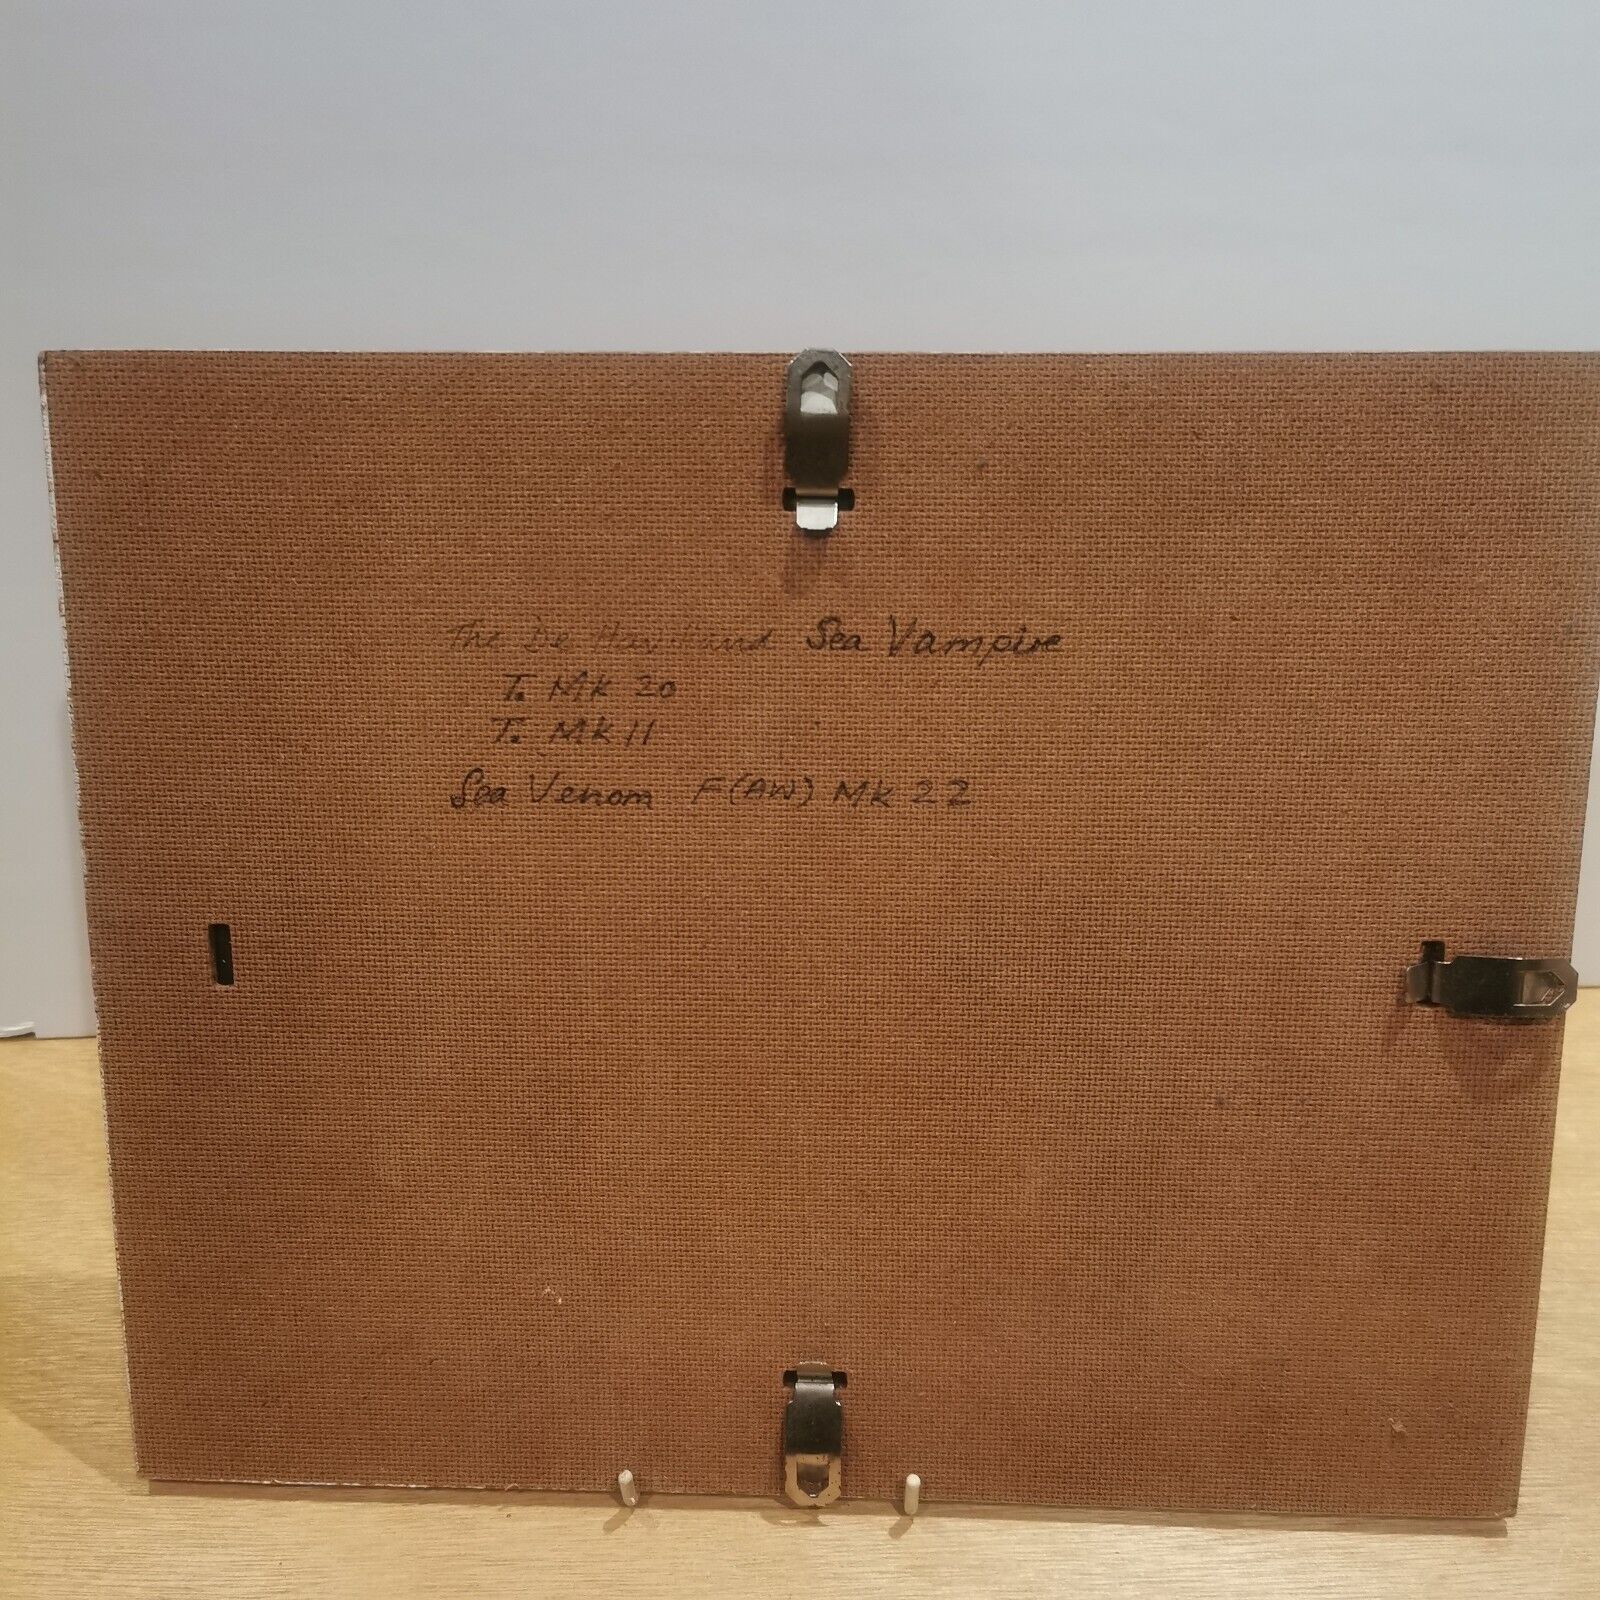 The De Havilland Sea Vampire
T. Mk 20
T. Mk 11
Sea Venom F(AW) Mk 22